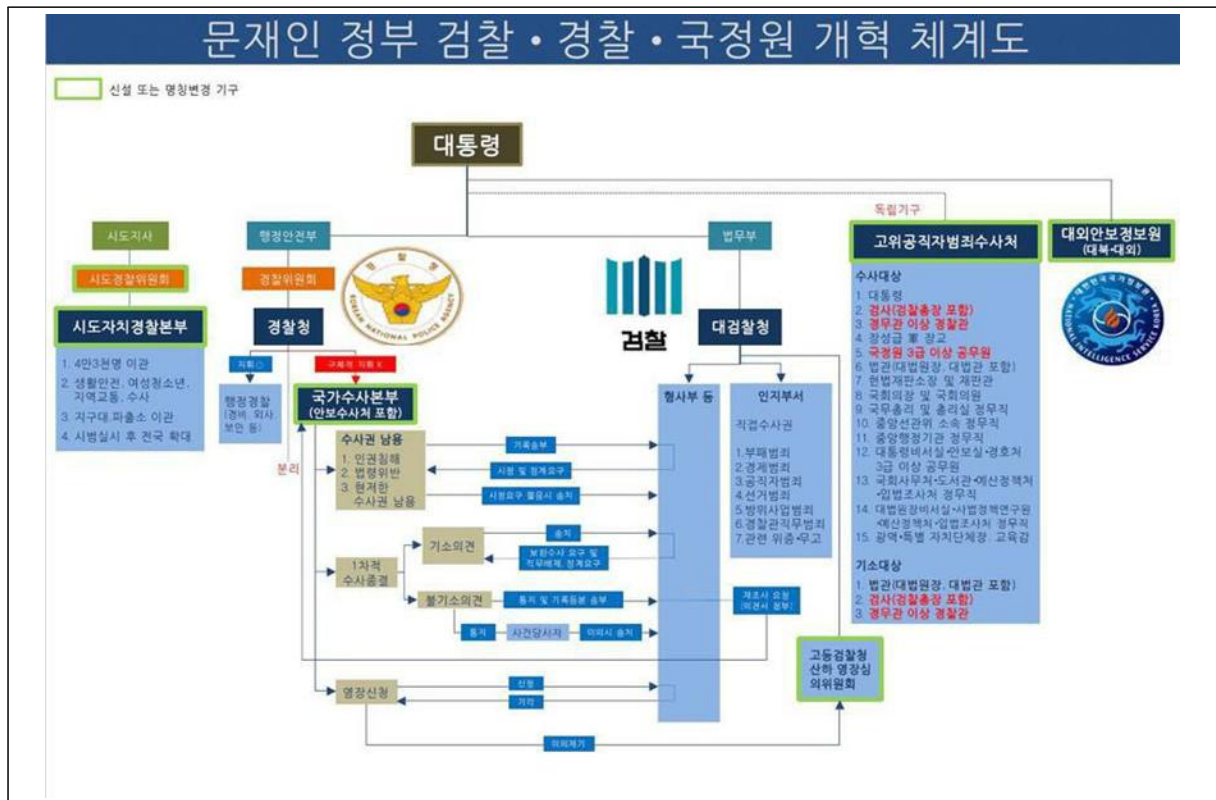 문재인 정부 검찰•경찰•국정원 개혁 체계도
신설 또는 명칭변경 기구
대통령
독립기구
시도지사
행정안전부
법무부
고위공직자범죄수사처
대외안보정보원
(대북•대외)
시도경찰위원회
경찰위원회
시도자치경찰본부
1. 4만3천명 이관
2. 생활안전, 여성청소년,
지역교통, 수사
3. 지구대.파출소 이관
4. 시범실시 후 전국 확대
경찰청
경찰청
KOREAN NATIONAL POLICE AGENCY
검찰
대검찰청
지휘○
구체적 지휘X
행정경찰
(경비 외사,
보안 등)
분리
국가수사본부
(안보수사처 포함)
수사권 남용
1. 인권침해
2. 법령위반
3. 현저한
수사권 남용
기록송부
시정 및 징계요구
시정요구 불응시 송치
1차적
수사종결
기소의견
송치
보완수사 요구 및
직무배제, 징계요구
불기소의견
통지 및 기록등본 송부
통지
사건당사자
이의시 송치
영장신청
신청
기각
이의제기
형사부 등
인지부서
직접수사권
1.부패범죄
2.경제범죄
3.공직자범죄
4.선거범죄
5.방위사업범죄
6.경찰관직무범죄
7.관련 위증•무고
재조사 요청
(의견서 첨부)
고등검찰청
산하 영장심
의위원회
수사대상
1. 대통령
2. 검사(검찰총장 포함)
3. 경무관 이상 경찰관
4. 장성급 軍 장교
5. 국정원 3급 이상 공무원
6. 법관(대법원장, 대법관 포함)
7. 헌법재판소장 및 재판관
8. 국회의장 및 국회의원
9. 국무총리 및 총리실 정무직
10. 중앙선관위 소속 정무직
11. 중앙행정기관 정무직
12. 대통령비서실•안보실•경호처
3급 이상 공무원
13. 국회사무처•도서관•예산정책처
•입법조사처 정무직
14. 대법원장비서실•사법정책연구원
•예산정책처•입법조사처 정무직
15. 광역•특별 자치단체장, 교육감
기소대상
1. 법관(대법원장, 대법관 포함)
2. 검사(검찰총장 포함)
3. 경무관 이상 경찰관
대한민국국가정보원
NATIONAL INTELLIGENCE SERVICE KOREA